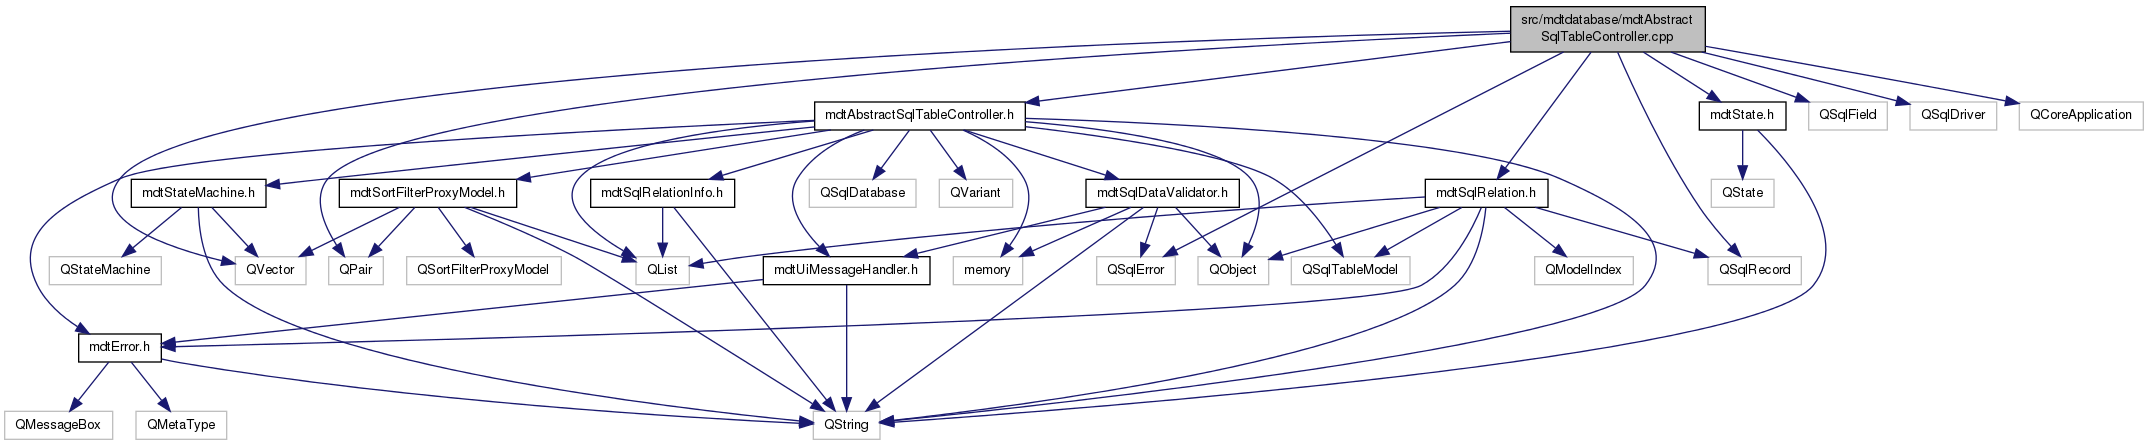 src/mdtdatabase/mdtAbstract
SqlTableController.cpp
mdtAbstractSqlTableController.h
mdtState.h
QSqlField
QSqlDriver
QCoreApplication
mdtStateMachine.h
mdtSortFilterProxyModel.h
mdtSqlRelationInfo.h
QSqlDatabase
QVariant
mdtSqlDataValidator.h
mdtSqlRelation.h
QState
QStateMachine
QVector
QPair
QSortFilterProxyModel
QList
mdtUiMessageHandler.h
memory
QSqlError
QObject
QSqlTableModel
QModelIndex
QSqlRecord
mdtError.h
QMessageBox
QMetaType
QString